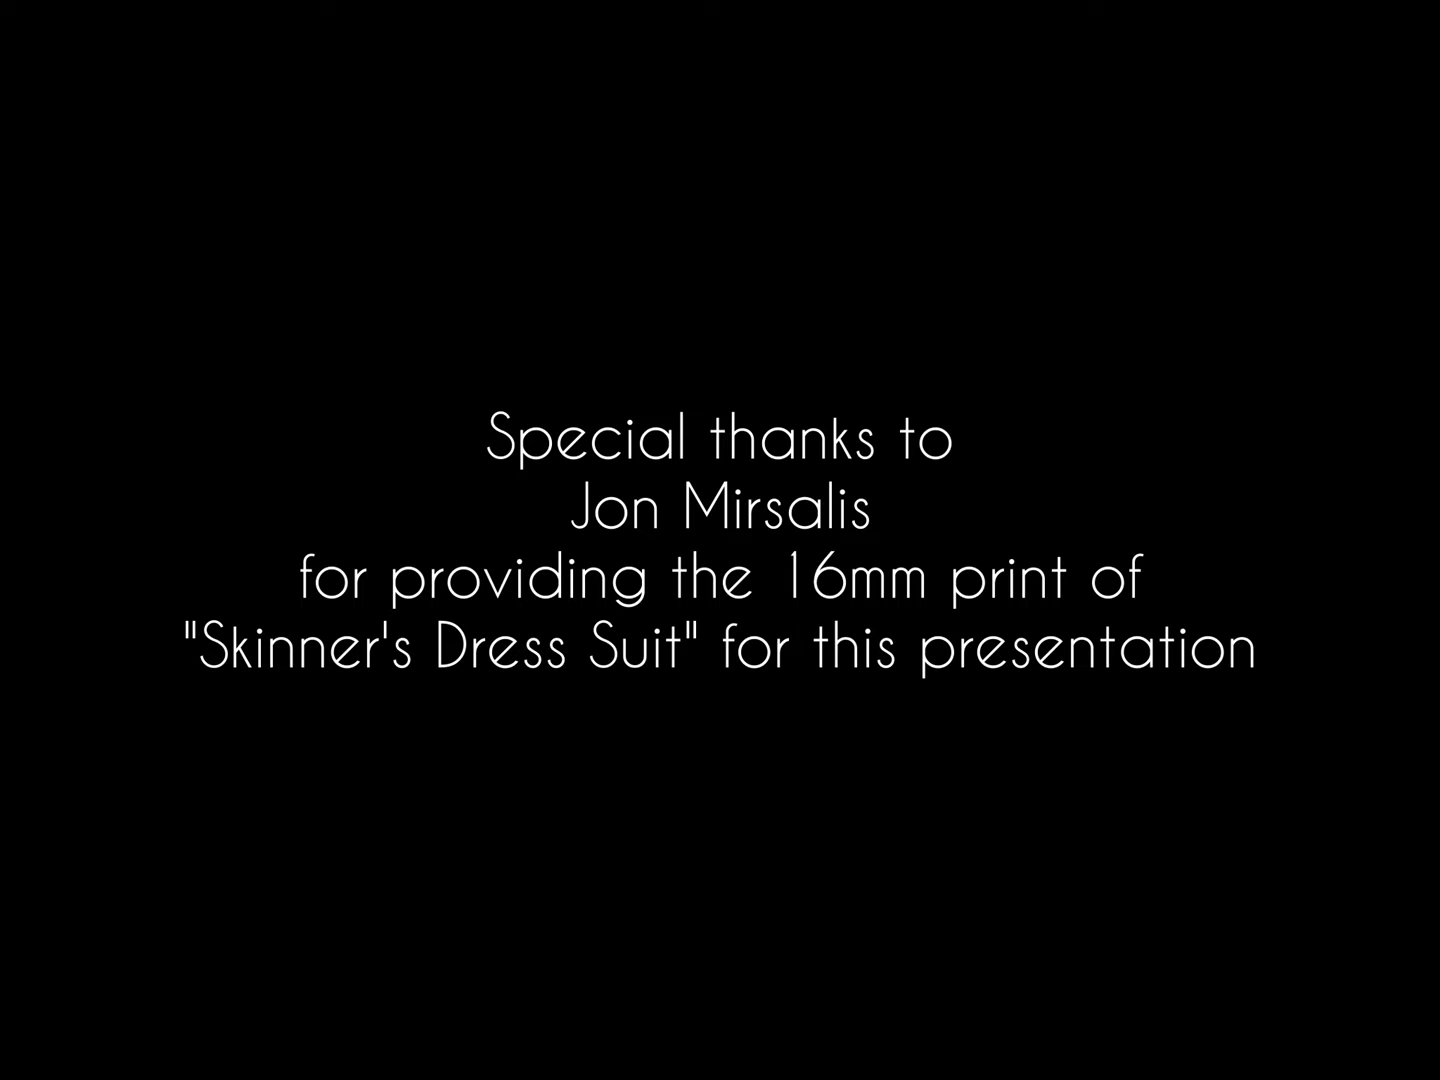 Special thanks to
Jon Mirsalis
for providing the 16mm print of
"Skinner's Dress Suit" for this presentation